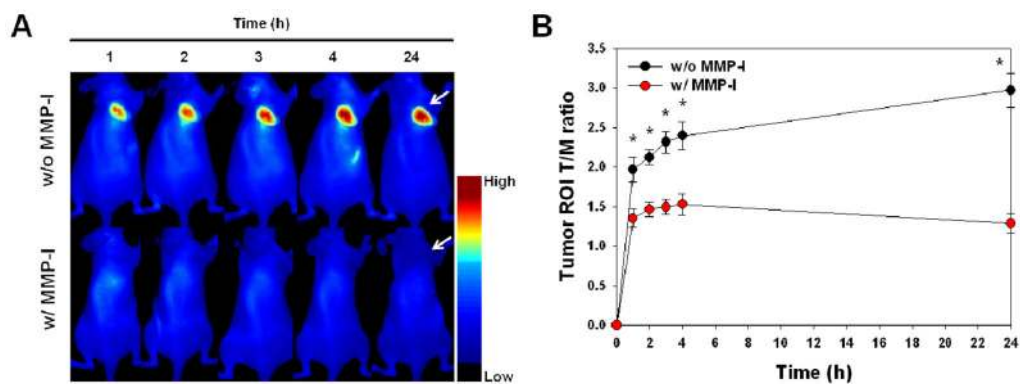 A
Time (h)
1 2 3 4 24
w/o MMP-I
w/ MMP-I
High
Low
B
Tumor ROI T/M ratio
3.5
3.0
2.5
2.0
1.5
1.0
0.5
0.0
w/o MMP-I
w/ MMP-I
* * * * *
0 2 4 6 8 10 12 14 16 18 20 22 24
Time (h)